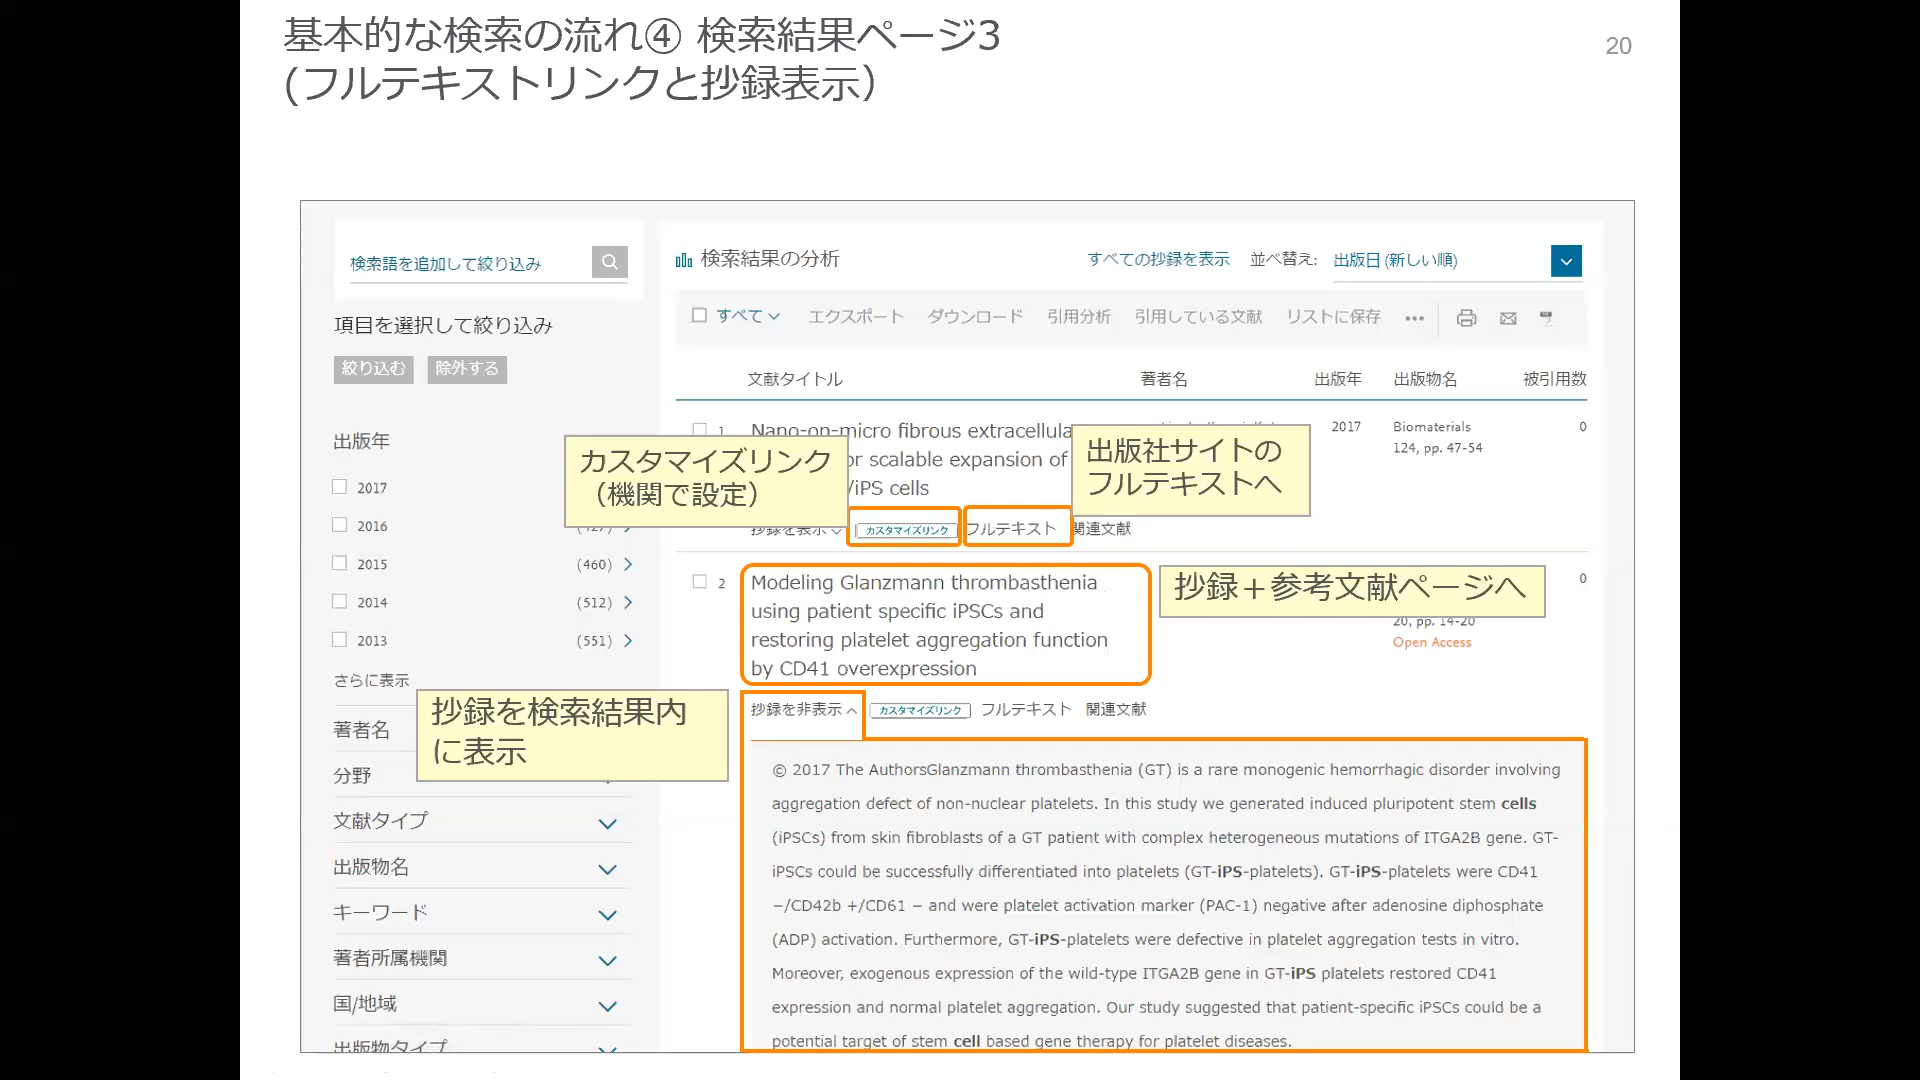 基本的な検索の流れ④ 検索結果ページ3
(フルテキストリンクと抄録表示）
20
検索語を追加して絞り込み
項目を選択して絞り込み
絞り込む 除外する
出版年
2017
2016
2015 (460)
2014 (512)
2013 (551)
さらに表示
著者名
分野
文献タイプ
出版物名
キーワード
著者所属機関
国/地域
出版物タイプ
検索結果の分析 すべての抄録を表示 並べ替え: 出版日 (新しい順)
すべて エクスポート ダウンロード 引用分析 引用している文献 リストに保存 •••
文献タイトル 著者名 出版年 出版物名 被引用数
1 Nano-on-micro fibrous extracellula 2017 Biomaterials 0
or scalable expansion of 124, pp. 47-54
/iPS cells
カスタマイズリンク
（機関で設定）
出版社サイトの
フルテキストへ
抄録を表示 カスタマイズリンク フルテキスト 関連文献
2 Modeling Glanzmann thrombasthenia 0
using patient specific iPSCs and
restoring platelet aggregation function
by CD41 overexpression
抄録＋参考文献ページへ
20, pp. 14-20
Open Access
抄録を検索結果内
に表示
抄録を非表示 カスタマイズリンク フルテキスト 関連文献
© 2017 The AuthorsGlanzmann thrombasthenia (GT) is a rare monogenic hemorrhagic disorder involving
aggregation defect of non-nuclear platelets. In this study we generated induced pluripotent stem cells
(iPSCs) from skin fibroblasts of a GT patient with complex heterogeneous mutations of ITGA2B gene. GT-
iPSCs could be successfully differentiated into platelets (GT-iPS-platelets). GT-iPS-platelets were CD41
−/CD42b +/CD61 − and were platelet activation marker (PAC-1) negative after adenosine diphosphate
(ADP) activation. Furthermore, GT-iPS-platelets were defective in platelet aggregation tests in vitro.
Moreover, exogenous expression of the wild-type ITGA2B gene in GT-iPS platelets restored CD41
expression and normal platelet aggregation. Our study suggested that patient-specific iPSCs could be a
potential target of stem cell based gene therapy for platelet diseases.